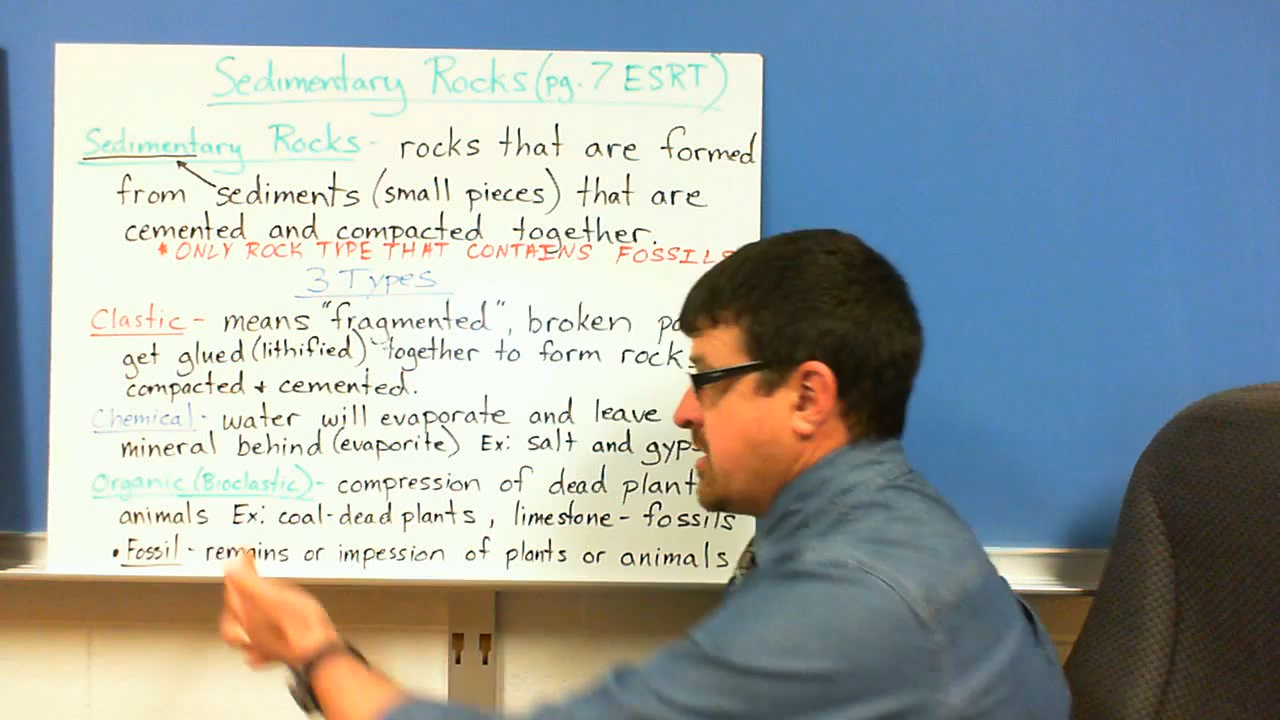 Sedimentary Rocks (pg. 7 ESRT)
Sedimentary Rocks - rocks that are formed
from sediments (small pieces) that are
cemented and compacted together.
* ONLY ROCK TYPE THAT CONTAINS FOSSILS
3 Types
Clastic - means "fragmented", broken
get glued (lithified) together to form rock
compacted + cemented.
Chemical - water will evaporate and leave
mineral behind (evaporite) Ex: salt and gyp
Organic (Bioclastic) - compression of dead plant
animals Ex: coal-dead plants, limestone - fossils
• Fossil - remains or impession of plants or animals